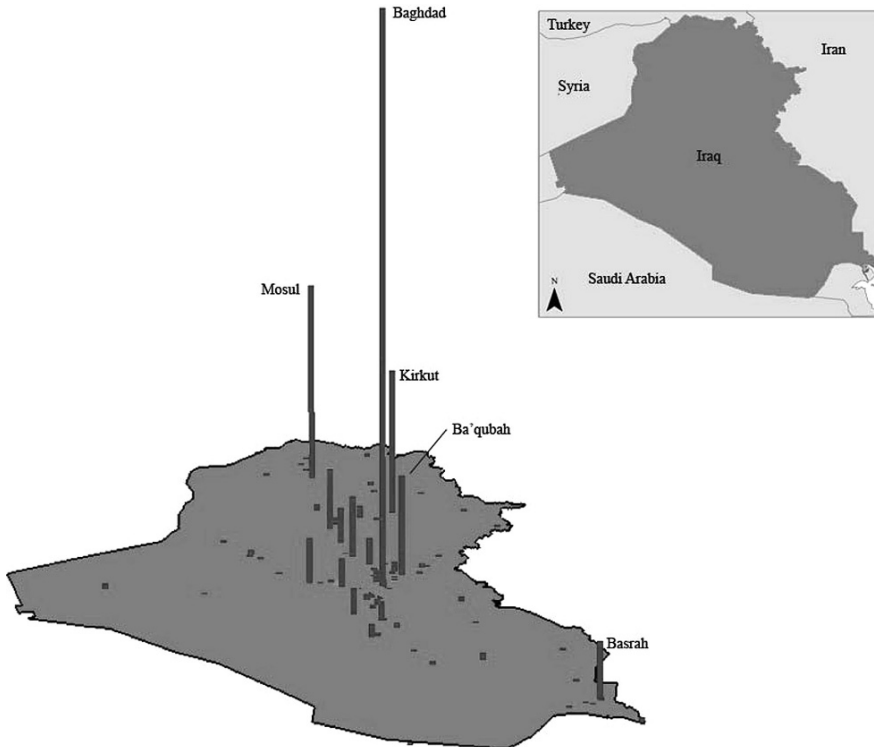 Baghdad
Mosul
Kirkut
Ba’qubah
Basrah
Turkey
Iran
Syria
Iraq
Saudi Arabia
N